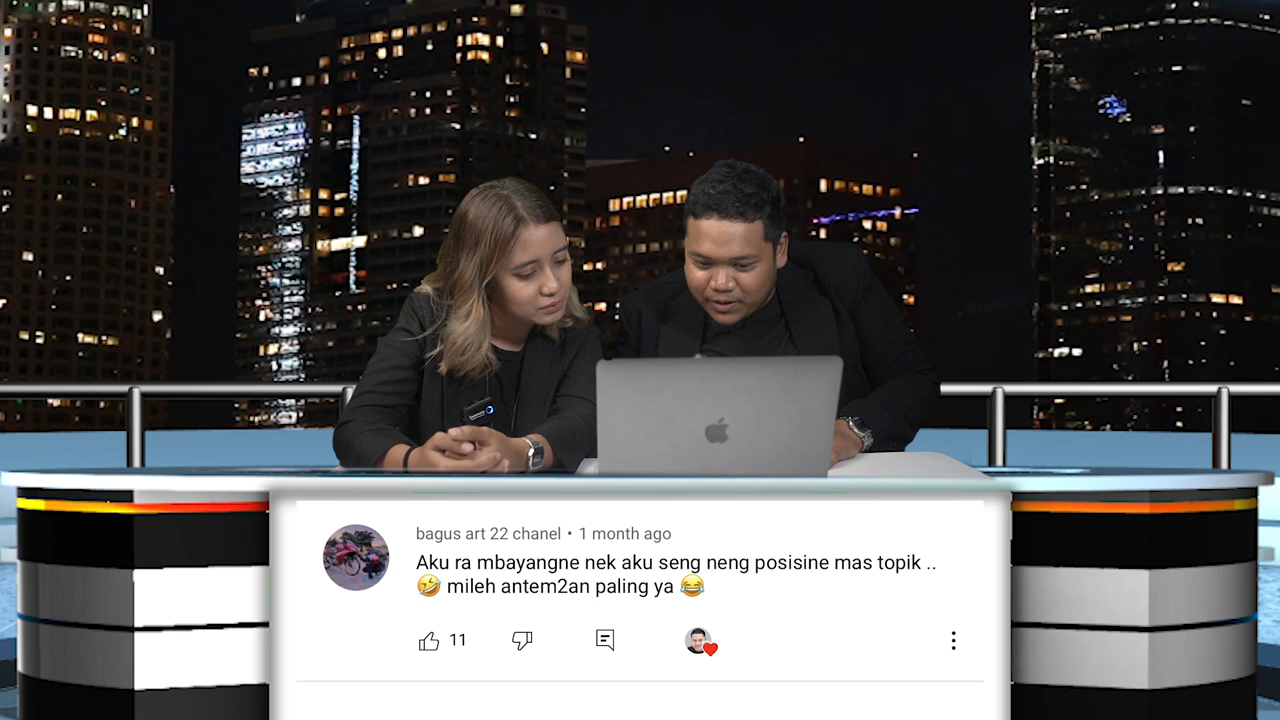 bagus art 22 chanel • 1 month ago
Aku ra mbayangne nek aku seng neng posisine mas topik ..
🤣 mileh antem2an paling ya 😂
11